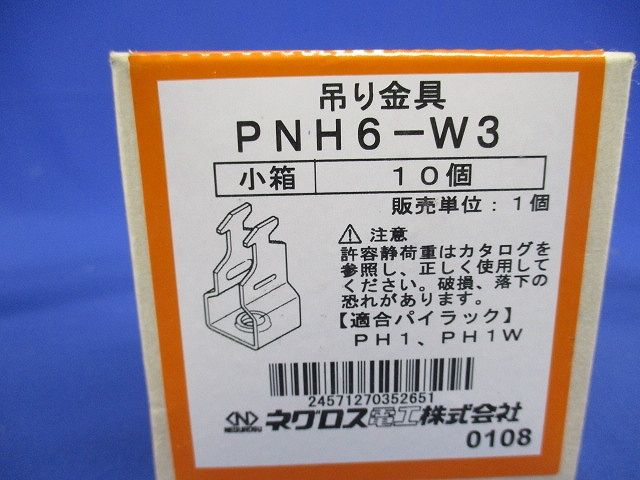 吊り金具
PNH6-W3
小箱 10個
販売単位：1個
⚠ 注意
許容静荷重はカタログを
参照し、正しく使用して
ください。破損、落下の
恐れがあります。
【適合パイラック】
PH1、PH1W
24571270352651
NEGUROSU ネグロス電工株式会社
0108